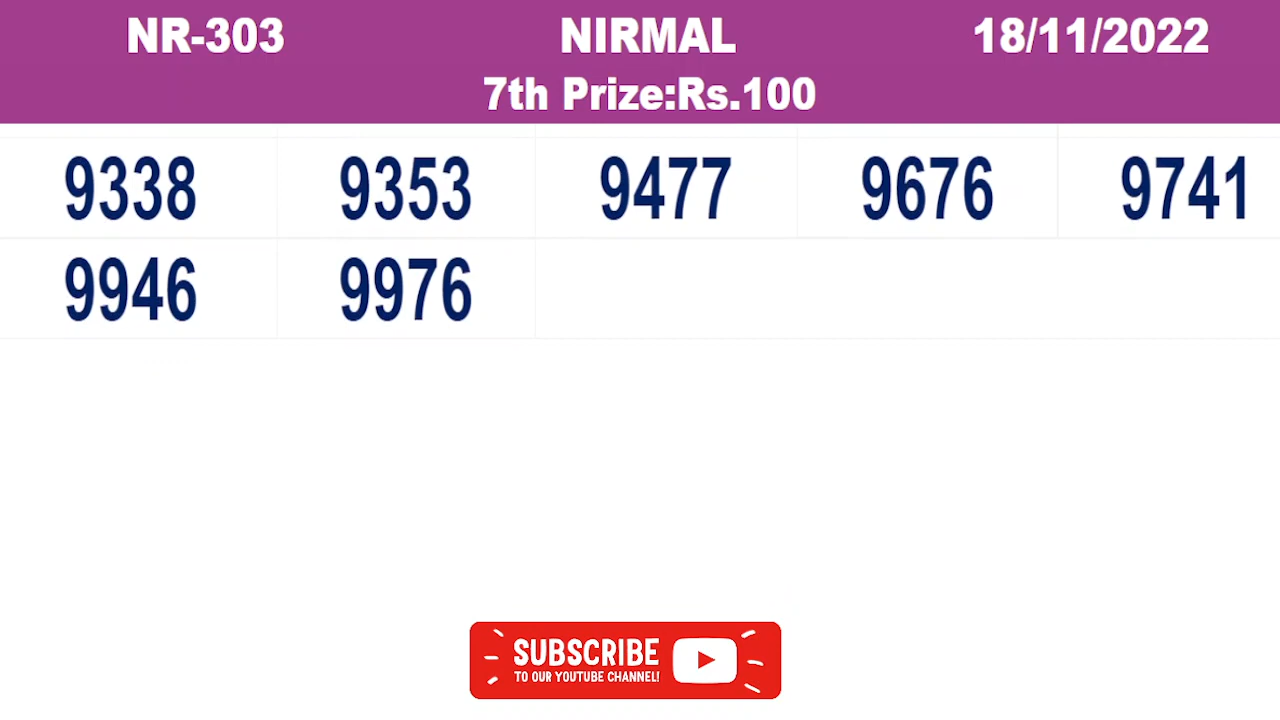 NR-303 NIRMAL 18/11/2022
7th Prize:Rs.100
9338 9353 9477 9676 9741
9946 9976
SUBSCRIBE
TO OUR YOUTUBE CHANNEL!